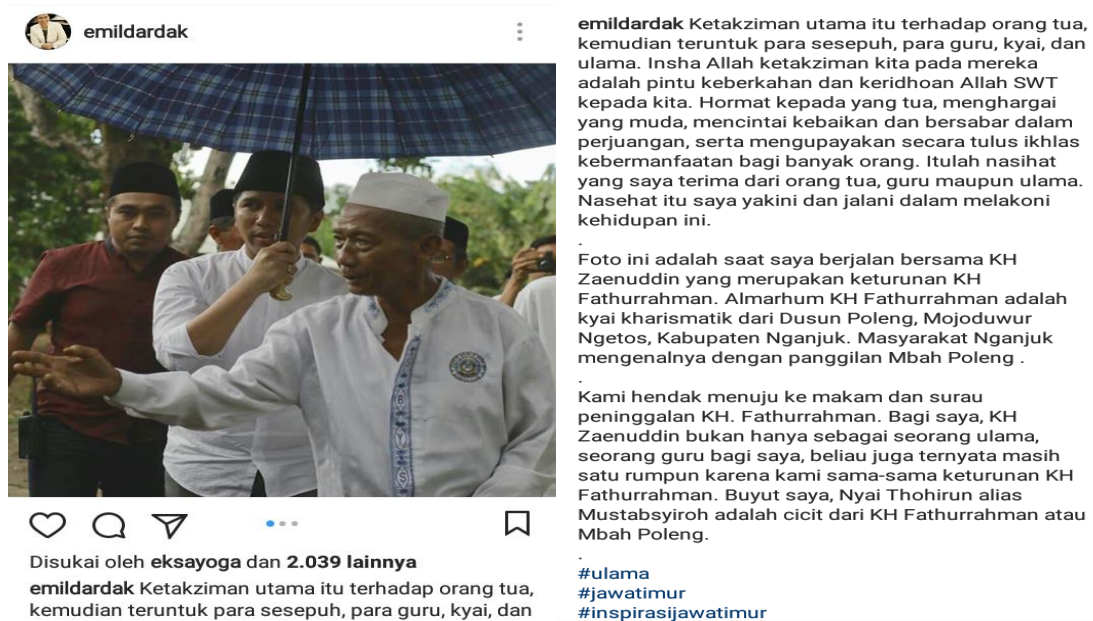 emildardak
B
Y
S
Disukai oleh eksayoga dan 2.039 lainnya
emildardak Ketakziman utama itu terhadap orang tua,
kemudian teruntuk para sesepuh, para guru, kyai, dan
emildardak Ketakziman utama itu terhadap orang tua,
kemudian teruntuk para sesepuh, para guru, kyai, dan
ulama. Insha Allah ketakziman kita pada mereka
adalah pintu keberkahan dan keridhoan Allah SWT
kepada kita. Hormat kepada yang tua, menghargai
yang muda, mencintai kebaikan dan bersabar dalam
perjuangan, serta mengupayakan secara tulus ikhlas
kebermanfaatan bagi banyak orang. Itulah nasihat
yang saya terima dari orang tua, guru maupun ulama.
Nasehat itu saya yakini dan jalani dalam melakoni
kehidupan ini.
.
Foto ini adalah saat saya berjalan bersama KH
Zaenuddin yang merupakan keturunan KH
Fathurrahman. Almarhum KH Fathurrahman adalah
kyai kharismatik dari Dusun Poleng, Mojoduwur
Ngetos, Kabupaten Nganjuk. Masyarakat Nganjuk
mengenalnya dengan panggilan Mbah Poleng .
.
Kami hendak menuju ke makam dan surau
peninggalan KH. Fathurrahman. Bagi saya, KH
Zaenuddin bukan hanya sebagai seorang ulama,
seorang guru bagi saya, beliau juga ternyata masih
satu rumpun karena kami sama-sama keturunan KH
Fathurrahman. Buyut saya, Nyai Thohirun alias
Mustabsyiroh adalah cicit dari KH Fathurrahman atau
Mbah Poleng.
.
#ulama
#jawatimur
#inspirasijawatimur